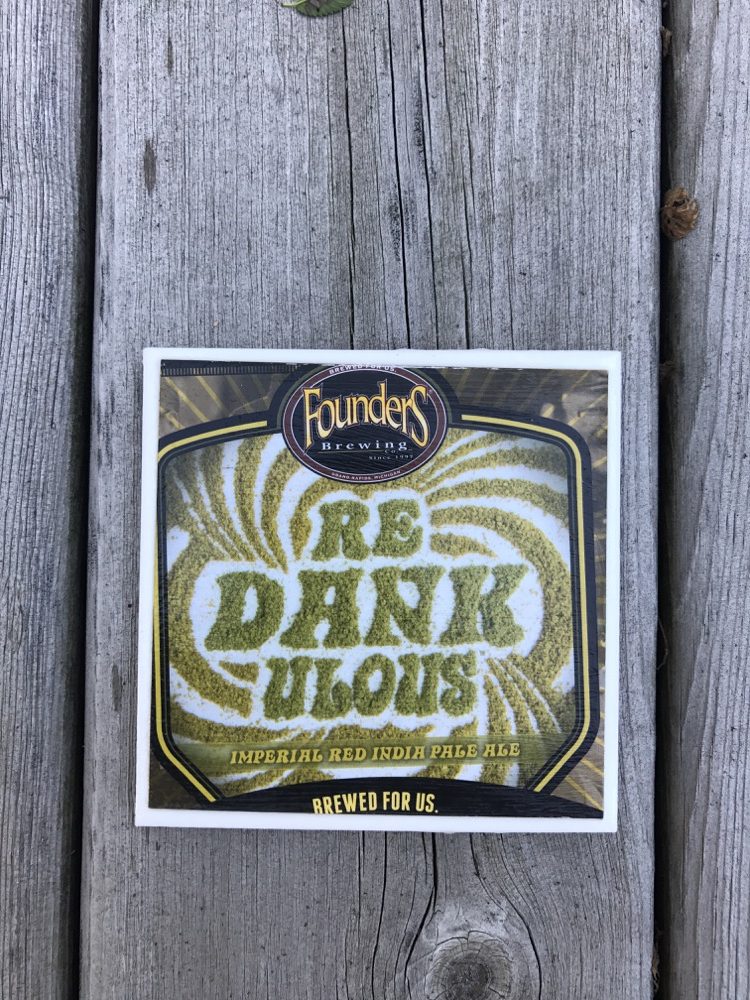 BREWED FOR US.
Founders
Brewing
Co.
Since 1997
GRAND RAPIDS, MICHIGAN
RE
DANK
ULOUS™
IMPERIAL RED INDIA PALE ALE
BREWED FOR US.